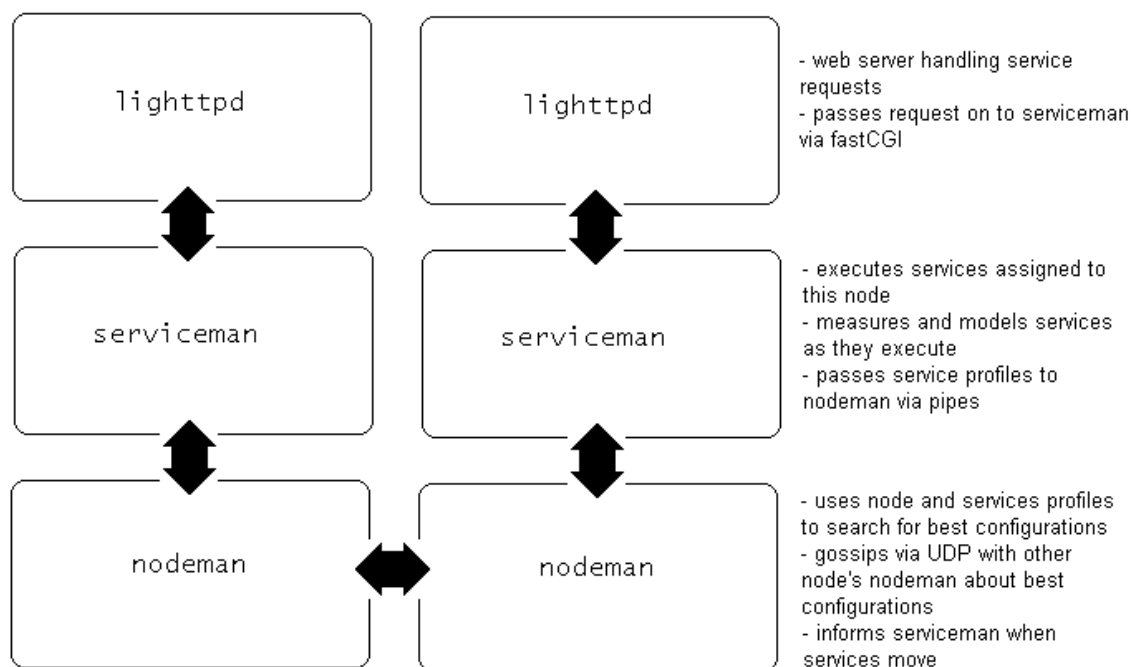 lighttpd
lighttpd
- web server handling service
requests
- passes request on to serviceman
via fastCGI
serviceman
serviceman
- executes services assigned to
this node
- measures and models services
as they execute
- passes service profiles to
nodeman via pipes
nodeman
nodeman
- uses node and services profiles
to search for best configurations
- gossips via UDP with other
node's nodeman about best
configurations
- informs serviceman when
services move